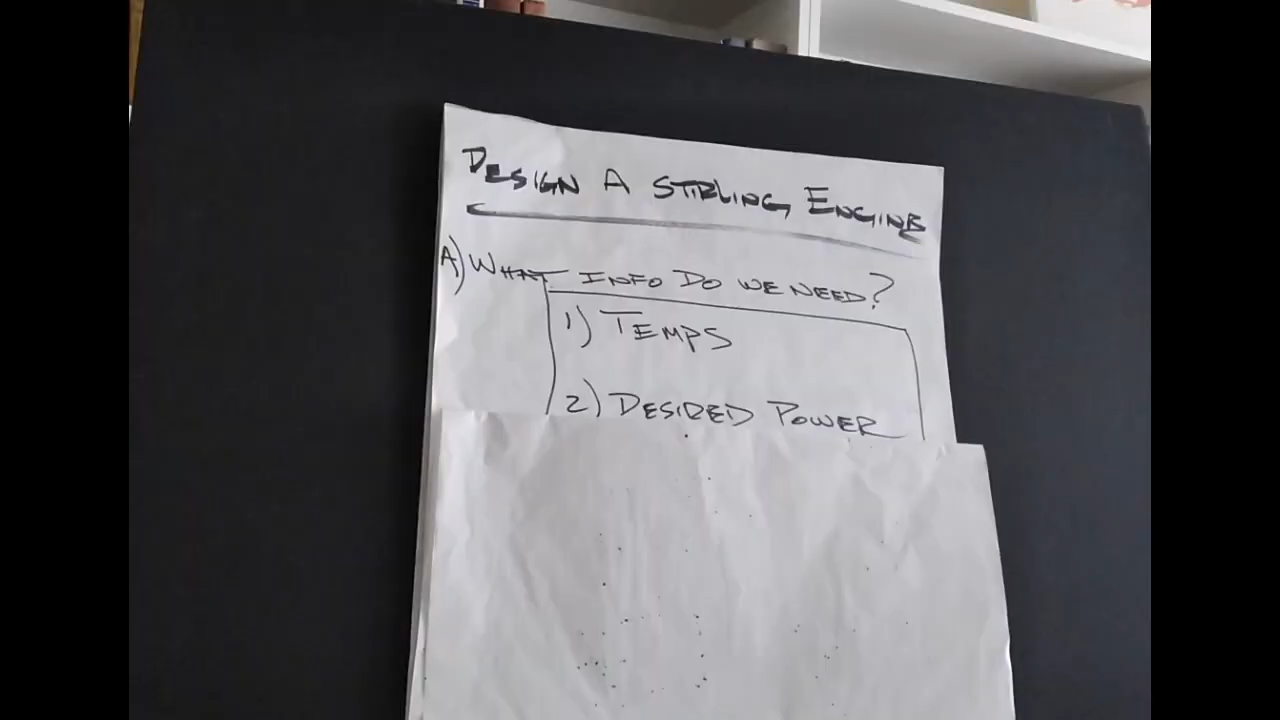 DESIGN A STIRLING ENGINE
A) WHAT INFO DO WE NEED?
1) TEMPS
2) DESIRED POWER